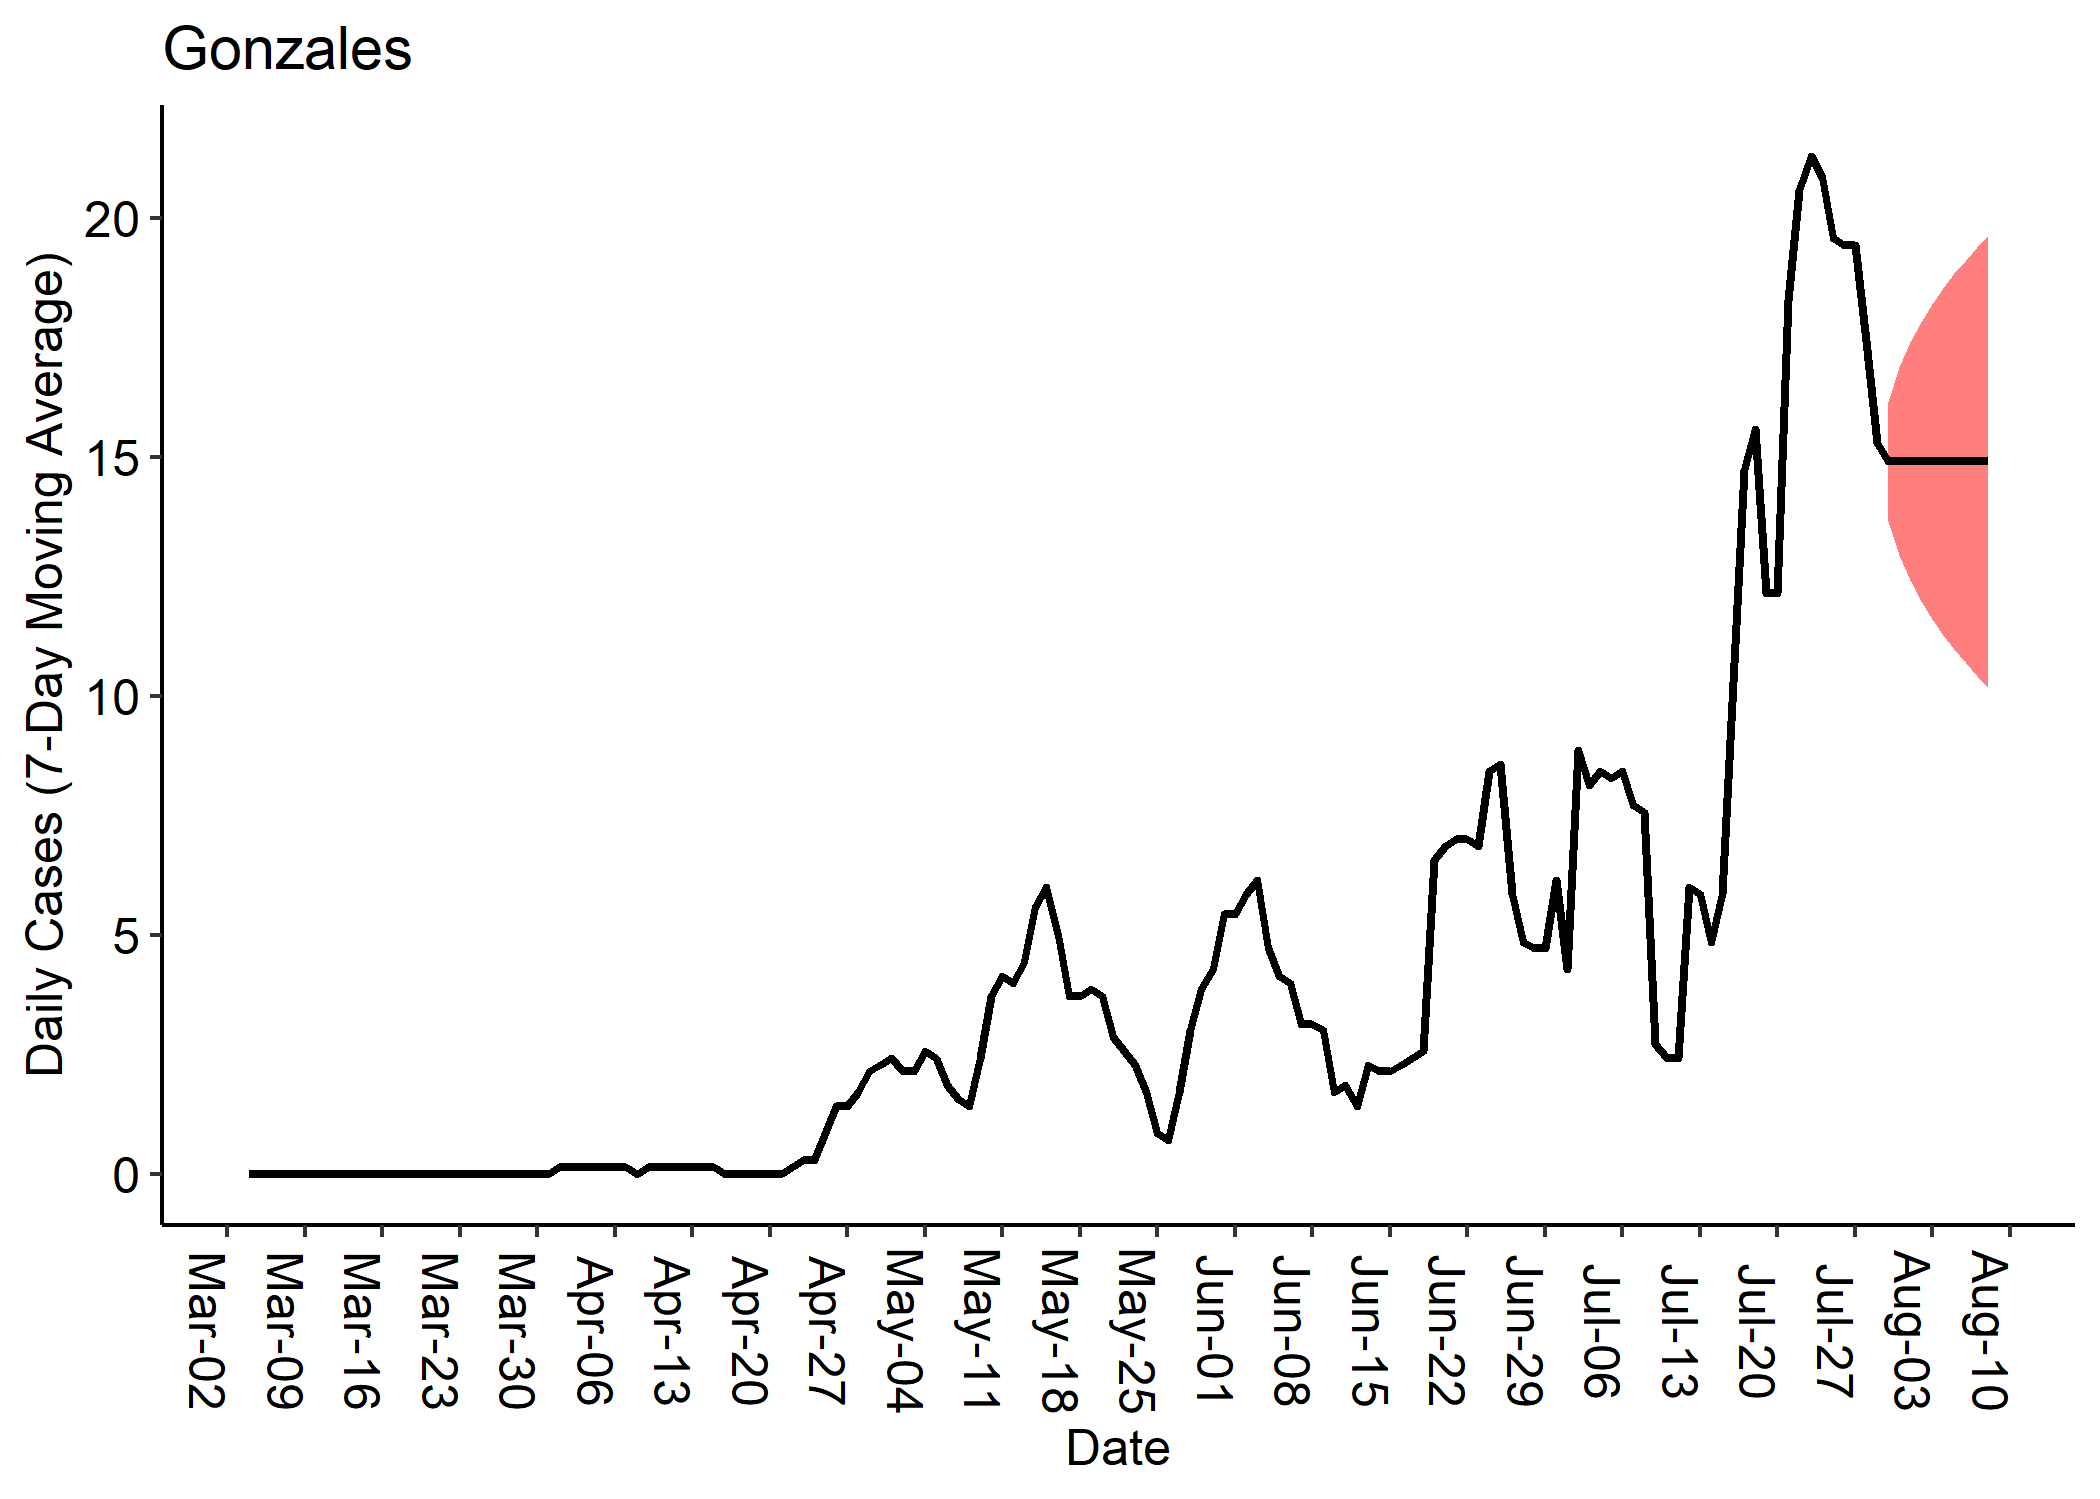 Gonzales
Daily Cases (7-Day Moving Average)
20
15
10
5
0
Mar-02
Mar-09
Mar-16
Mar-23
Mar-30
Apr-06
Apr-13
Apr-20
Apr-27
May-04
May-11
May-18
May-25
Jun-01
Jun-08
Jun-15
Jun-22
Jun-29
Jul-06
Jul-13
Jul-20
Jul-27
Aug-03
Aug-10
Date